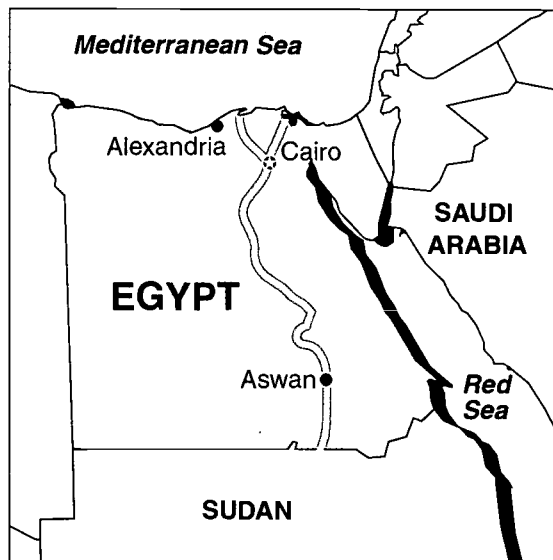 Mediterranean Sea
Alexandria
Cairo
SAUDI
ARABIA
EGYPT
Aswan
Red
Sea
SUDAN